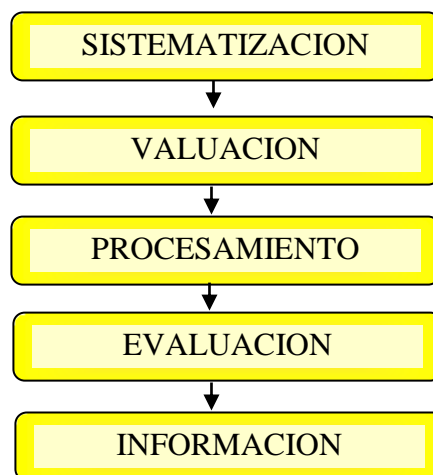 SISTEMATIZACION
VALUACION
PROCESAMIENTO
EVALUACION
INFORMACION